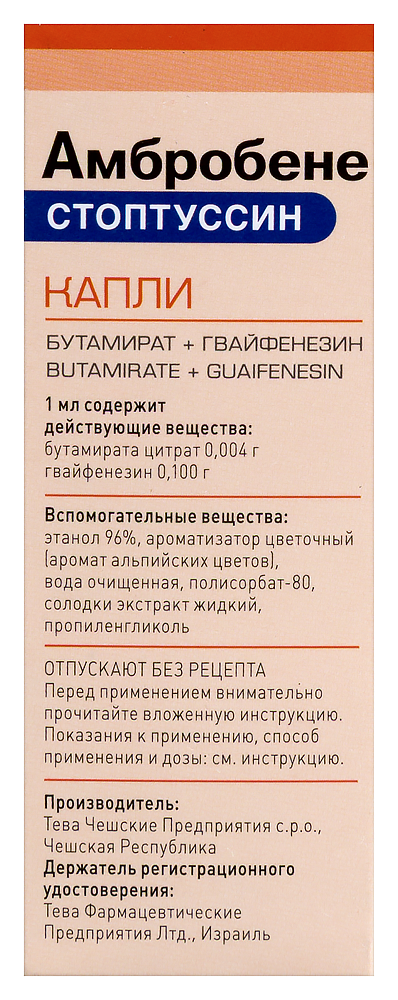 Амбробене
СТОПТУССИН
КАПЛИ
БУТАМИРАТ + ГВАЙФЕНЕЗИН
BUTAMIRATE + GUAIFENESIN
1 мл содержит
действующие вещества:
бутамирата цитрат 0,004 г
гвайфенезин 0,100 г
Вспомогательные вещества:
этанол 96%, ароматизатор цветочный
(аромат альпийских цветов),
вода очищенная, полисорбат-80,
солодки экстракт жидкий,
пропиленгликоль
ОТПУСКАЮТ БЕЗ РЕЦЕПТА
Перед применением внимательно
прочитайте вложенную инструкцию.
Показания к применению, способ
применения и дозы: см. инструкцию.
Производитель:
Тева Чешские Предприятия с.р.о.,
Чешская Республика
Держатель регистрационного
удостоверения:
Тева Фармацевтические
Предприятия Лтд., Израиль